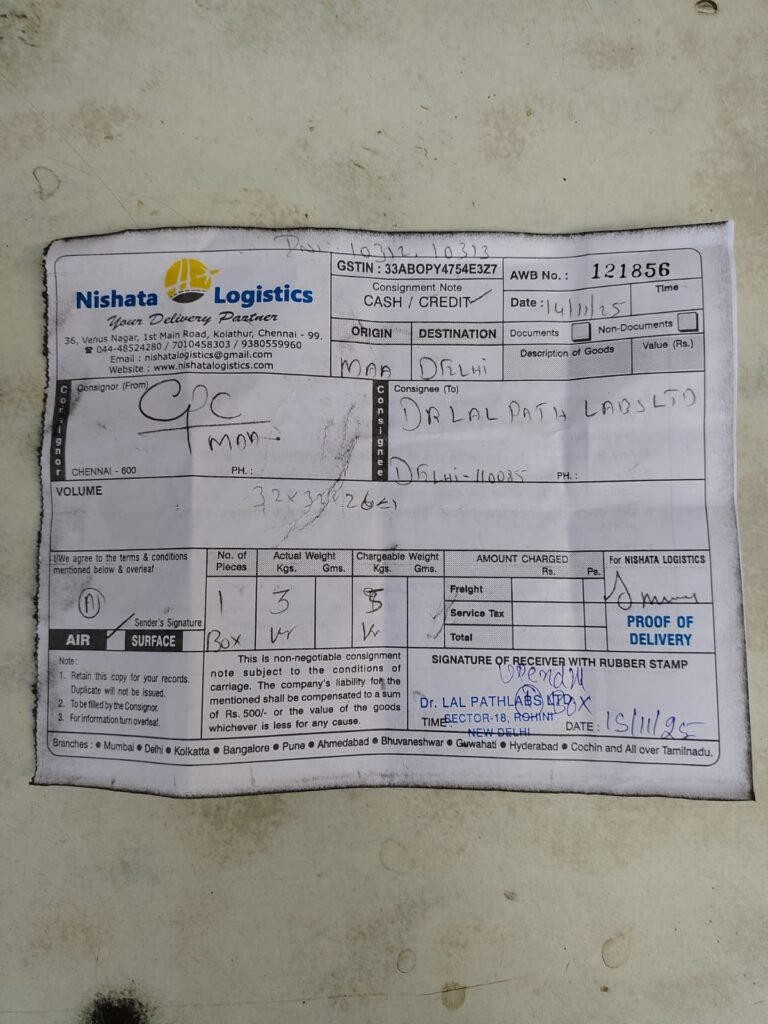 10312, 10313
Nishata Logistics
Your Delivery Partner
36, Venus Nagar, 1st Main Road, Kolathur, Chennai - 99.
☎ 044-48524280 / 7010458303 / 9380559960
Email : nishatalogistics@gmail.com
Website : www.nishatalogistics.com
GSTIN : 33ABOPY4754E3Z7
Consignment Note
CASH / CREDIT ✓
AWB No. : 121856
Date : 14/11/25
Time
ORIGIN DESTINATION
MAA DELHI
Documents Non-Documents
Description of Goods Value (Rs.)
Consignor
Consignor (From)
CPC
MAA
CHENNAI - 600 PH. :
Consignee
Consignee (To)
DR LAL PATH LABS LTD
DELHI-110085 PH. :
VOLUME
32x32x26
I/We agree to the terms & conditions
mentioned below & overleaf
Sender's Signature
AIR ✓ SURFACE
No. of Pieces
1
Box
Actual Weight
Kgs. Gms.
3
Chargeable Weight
Kgs. Gms.
5
AMOUNT CHARGED
Rs. Ps.
Freight
Service Tax
Total
For NISHATA LOGISTICS
PROOF OF
DELIVERY
Note :
1. Retain this copy for your records.
Duplicate will not be issued.
2. To be filled by the Consignor.
3. For information turn overleaf.
This is non-negotiable consignment
note subject to the conditions of
carriage. The company's liability for the
mentioned shall be compensated to a sum
of Rs. 500/- or the value of the goods
whichever is less for any cause.
SIGNATURE OF RECEIVER WITH RUBBER STAMP
Dr. LAL PATHLABS LTD
SECTOR-18, ROHINI
NEW DELHI
Box
TIME :
DATE : 15/11/25
Branches : • Mumbai • Delhi • Kolkatta • Bangalore • Pune • Ahmedabad • Bhuvaneshwar • Guwahati • Hyderabad • Cochin and All over Tamilnadu.